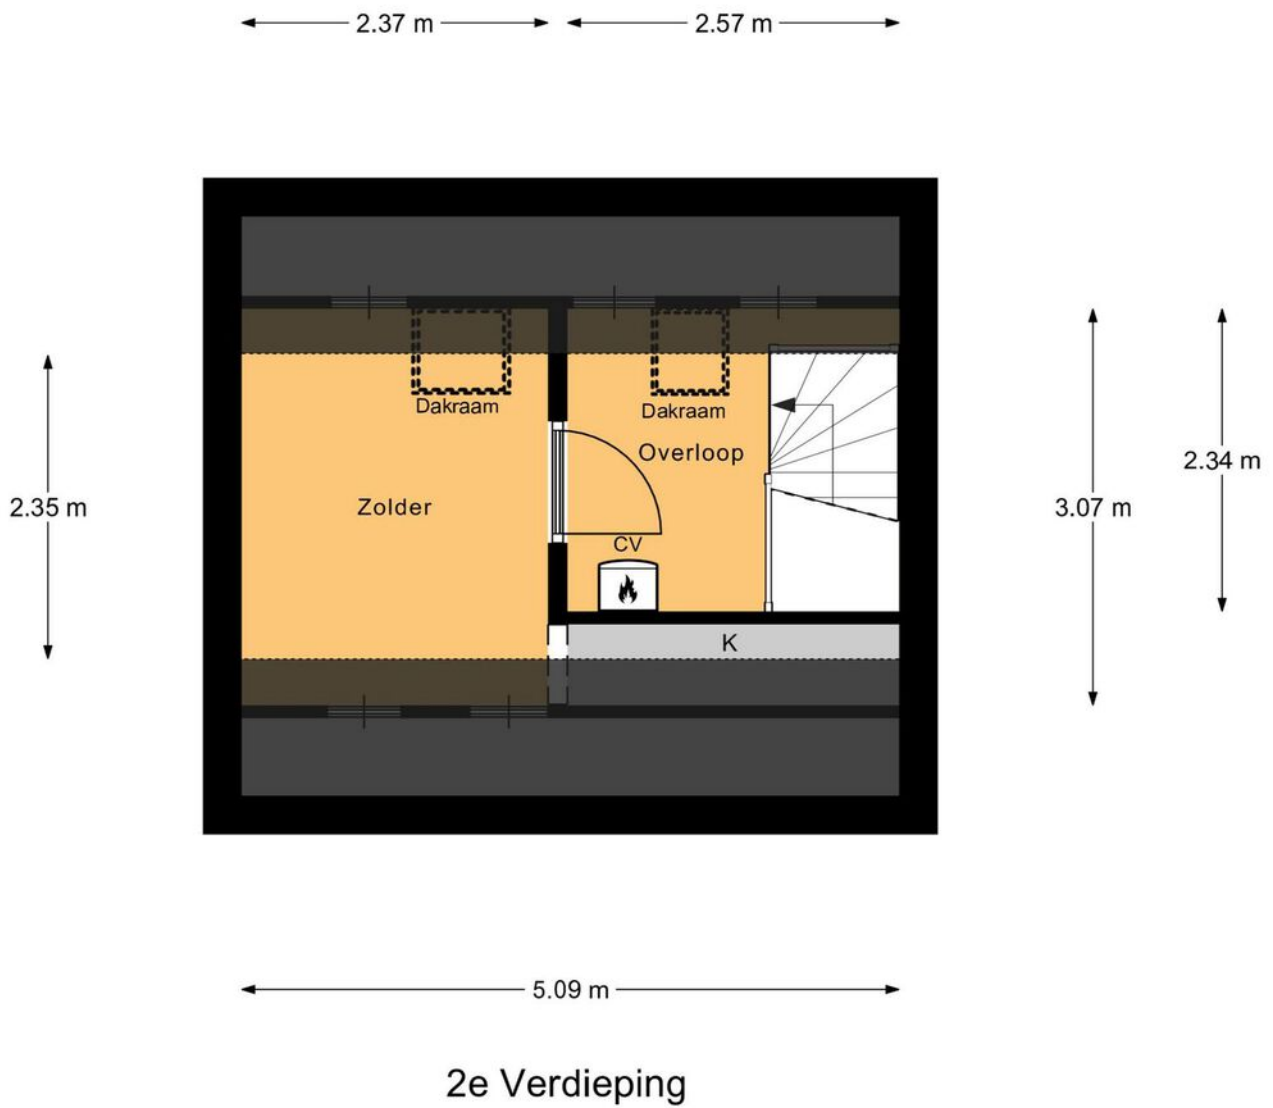 2.37 m
2.57 m
Dakraam
Dakraam
Overloop
2.34 m
2.35 m
Zolder
3.07 m
CV
K
5.09 m
2e Verdieping